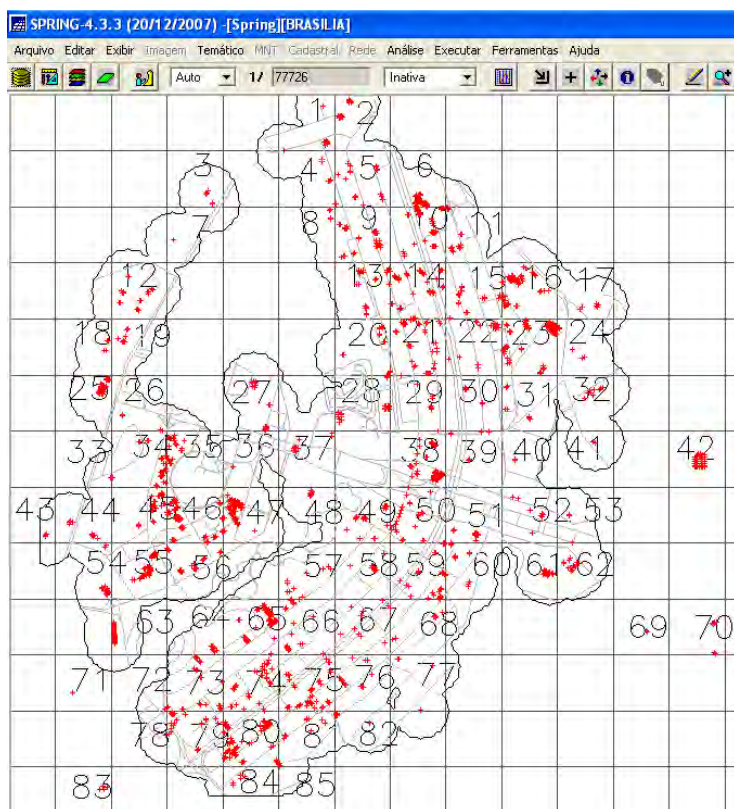 SPRING-4.3.3 (20/12/2007) -[Spring][BRASILIA]
Arquivo Editar Exibir Imagem Temático MNT Cadastral Rede Análise Executar Ferramentas Ajuda
Auto 1/ 77726 Inativa
1 2
3 4 5 6
7 8 9 10 11
12 13 14 15 16 17
18 19 20 21 22 23 24
25 26 27 28 29 30 31 32
33 34 35 36 37 38 39 40 41 42
43 44 45 46 47 48 49 50 51 52 53
54 55 56 57 58 59 60 61 62
63 64 65 66 67 68 69 70
71 72 73 74 75 76 77
78 79 80 81 82
83 84 85